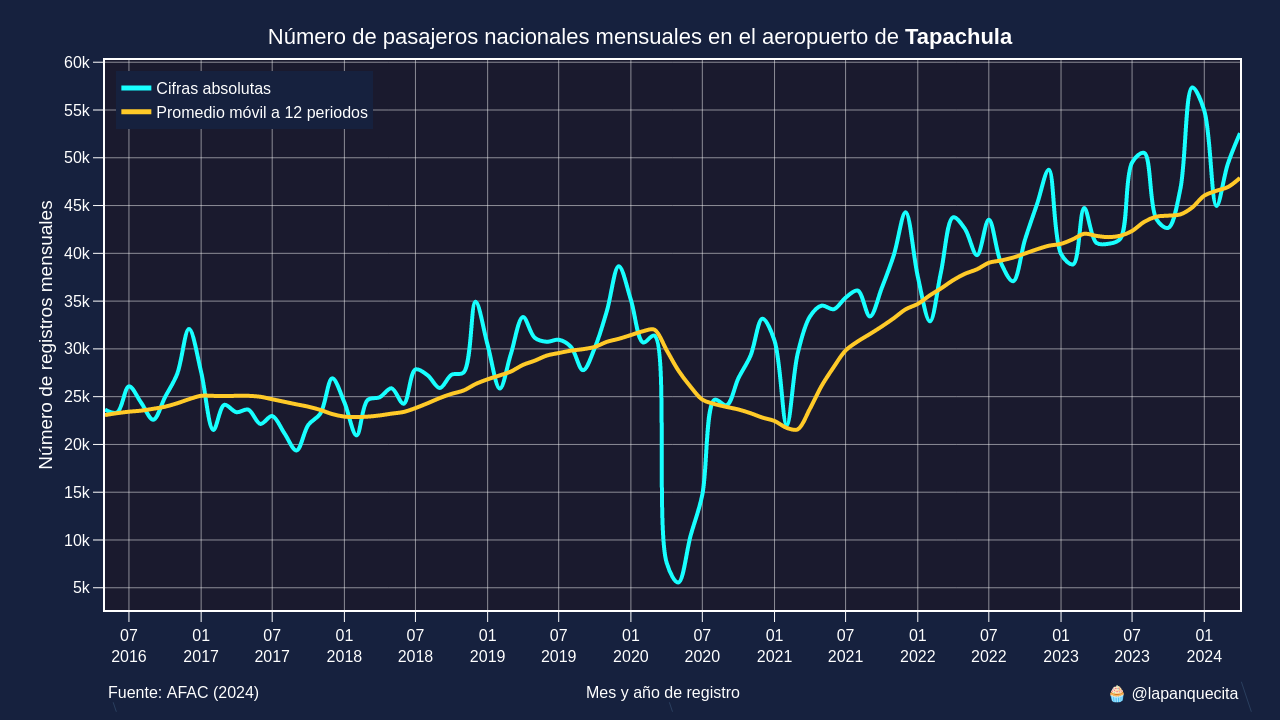 Número de pasajeros nacionales mensuales en el aeropuerto de Tapachula
Cifras absolutas
Promedio móvil a 12 periodos
Número de registros mensuales
60k
55k
50k
45k
40k
35k
30k
25k
20k
15k
10k
5k
07 01 07 01 07 01 07 01 07 01 07 01 07 01 07 01
2016 2017 2017 2018 2018 2019 2019 2020 2020 2021 2021 2022 2022 2023 2023 2024
Fuente: AFAC (2024)
Mes y año de registro
🧁 @lapanquecita